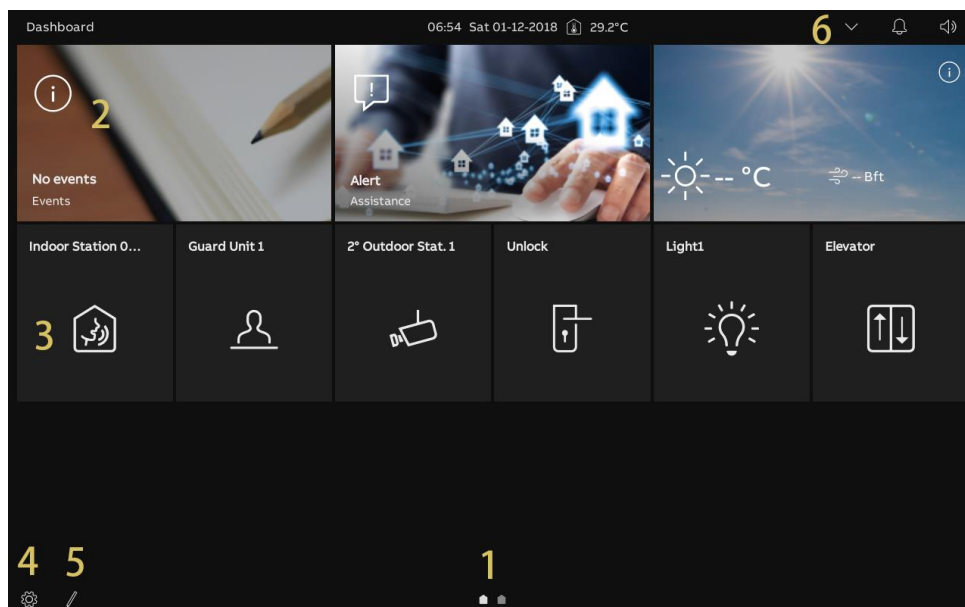 Dashboard
06:54 Sat 01-12-2018 29.2°C
6
2
No events
Events
!
Alert
Assistance
-- °C
-- Bft
Indoor Station 0...
Guard Unit 1
2° Outdoor Stat. 1
Unlock
Light1
Elevator
3
4
5
1